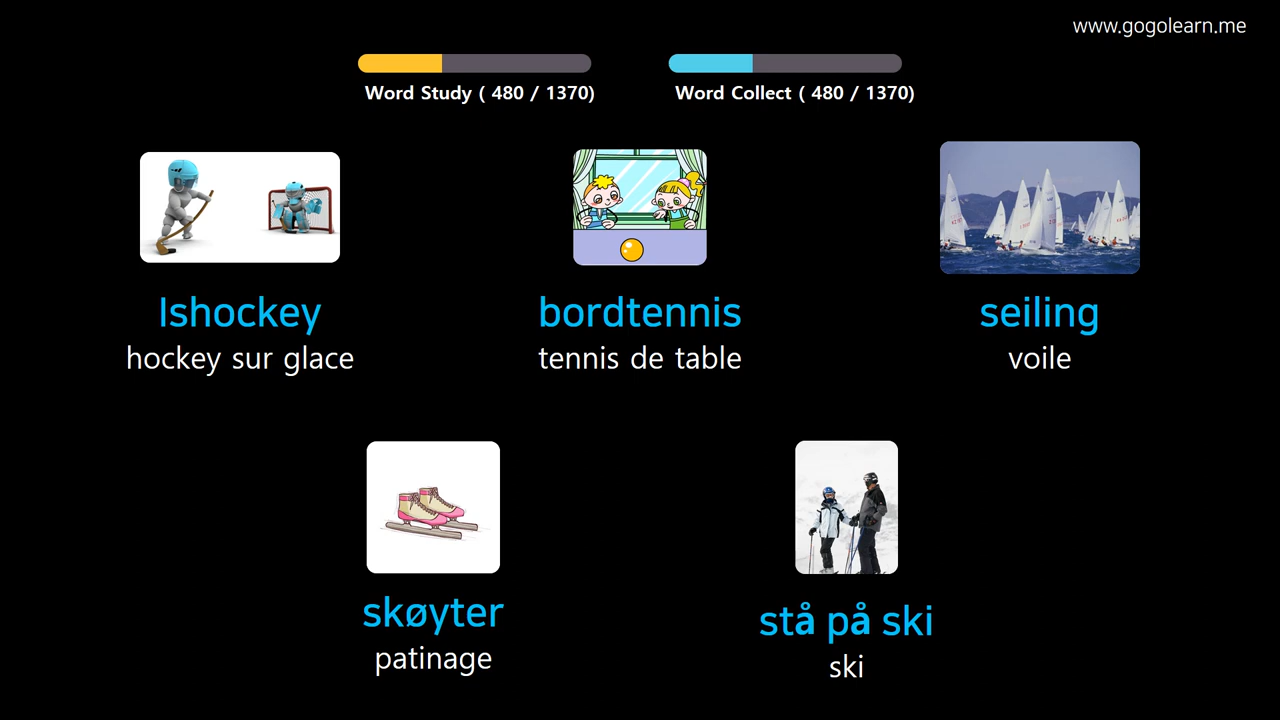 www.gogolearn.me
Word Study ( 480 / 1370)
Word Collect ( 480 / 1370)
Ishockey
hockey sur glace
bordtennis
tennis de table
seiling
voile
skøyter
patinage
stå på ski
ski